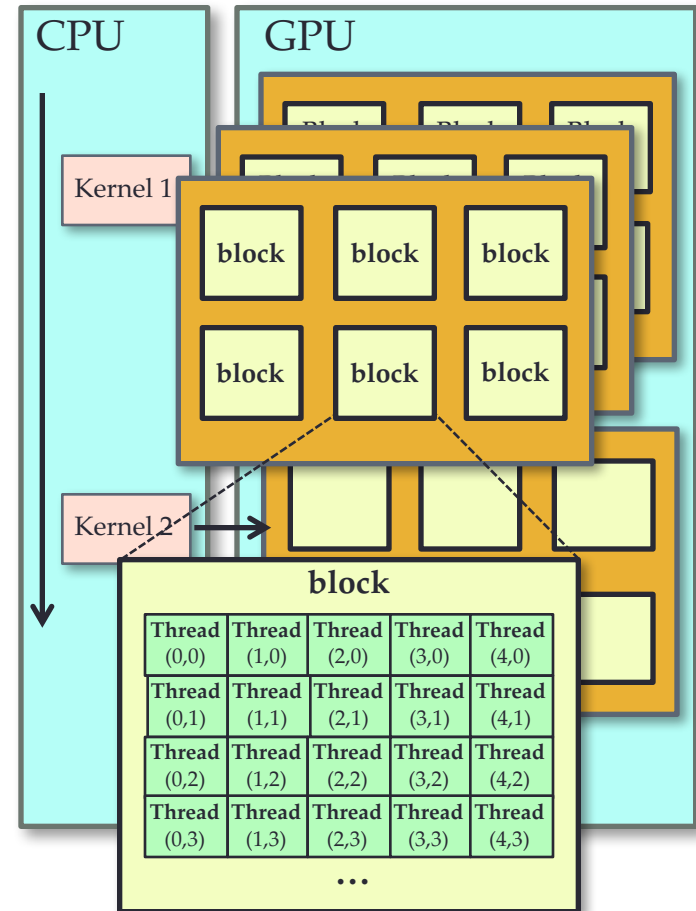 CPU
GPU
Block Block Block
Kernel 1
block block block
block block block
Kernel 2
block
Thread Thread Thread Thread Thread
(0,0) (1,0) (2,0) (3,0) (4,0)
Thread Thread Thread Thread Thread
(0,1) (1,1) (2,1) (3,1) (4,1)
Thread Thread Thread Thread Thread
(0,2) (1,2) (2,2) (3,2) (4,2)
Thread Thread Thread Thread Thread
(0,3) (1,3) (2,3) (3,3) (4,3)
...